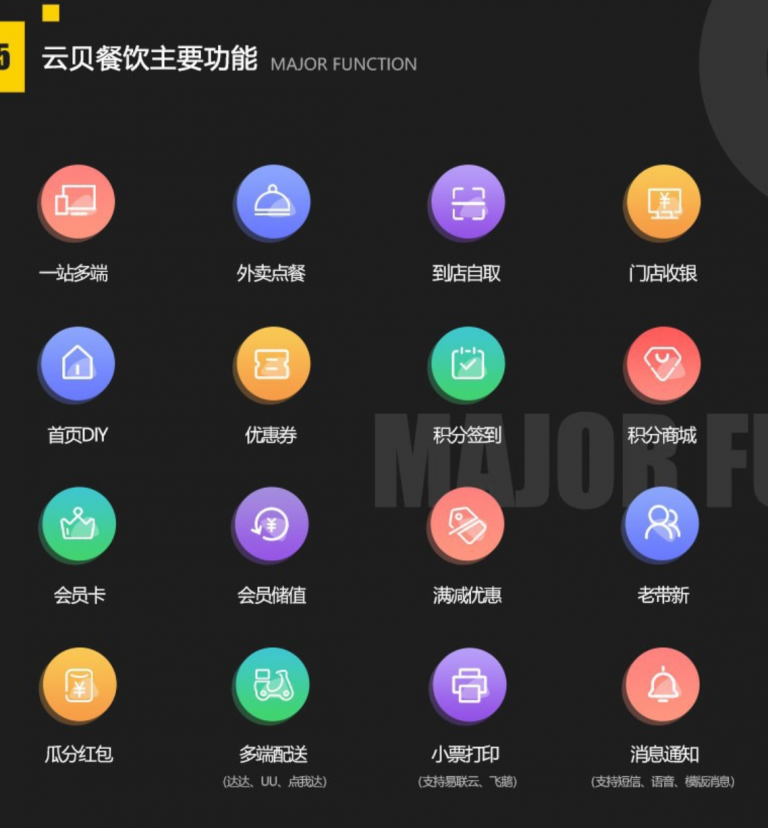 5
云贝餐饮主要功能 MAJOR FUNCTION
一站多端 外卖点餐 到店自取 门店收银
首页DIY 优惠券 积分签到 积分商城
MAJOR FU
会员卡 会员储值 满减优惠 老带新
瓜分红包 多端配送 小票打印 消息通知
(达达、UU、点我达) (支持易联云、飞鹅) (支持短信、语音、模版消息)